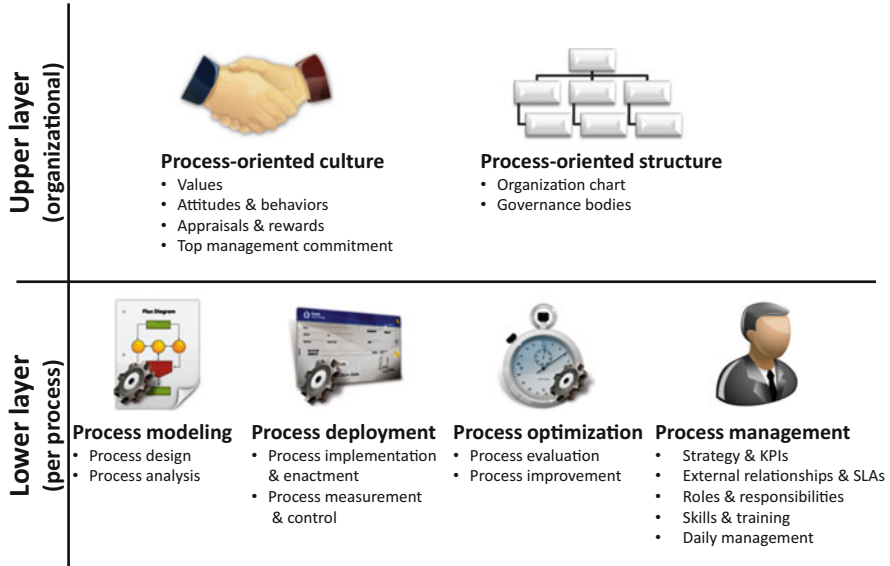 Upper layer
(organizational)
Process-oriented culture
• Values
• Attitudes & behaviors
• Appraisals & rewards
• Top management commitment
Process-oriented structure
• Organization chart
• Governance bodies
Lower layer
(per process)
Plan Diagram
Process modeling
• Process design
• Process analysis
Process deployment
• Process implementation
& enactment
• Process measurement
& control
Process optimization
• Process evaluation
• Process improvement
Process management
• Strategy & KPIs
• External relationships & SLAs
• Roles & responsibilities
• Skills & training
• Daily management